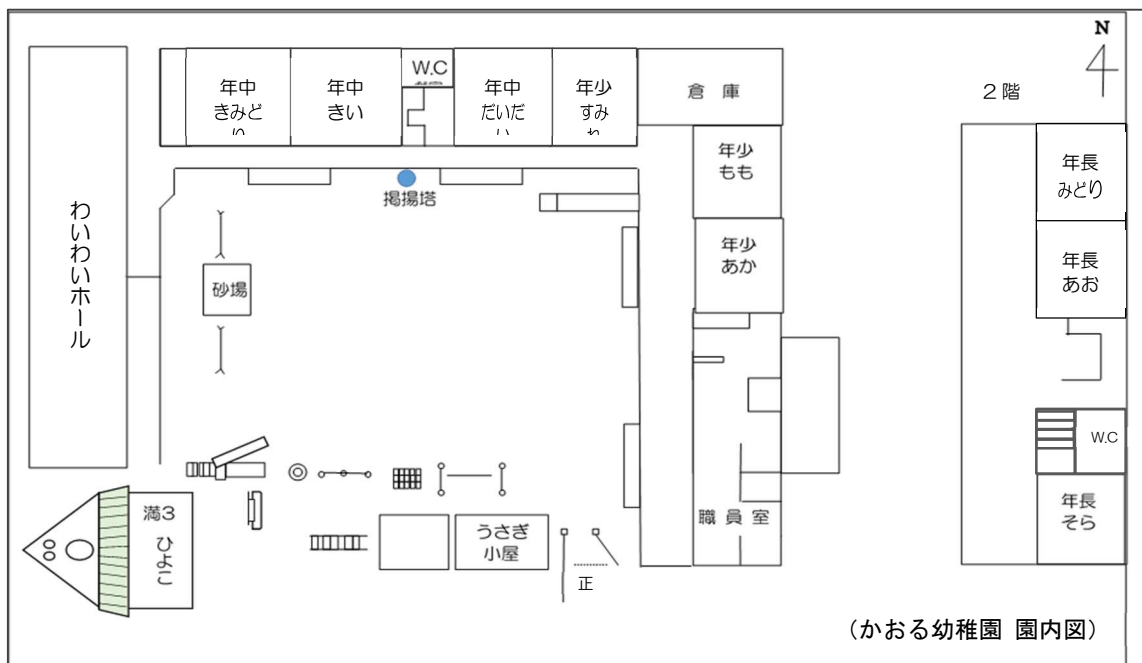 N
2階
年中
きみど
り
年中
きい
W.C
年中
だいだ
い
年少
すみ
れ
倉 庫
年少
もも
年少
あか
掲揚塔
わいわいホール
砂場
年長
みどり
年長
あお
W.C
年長
そら
満3
ひよこ
うさぎ
小屋
正
職 員 室
(かおる幼稚園 園内図)